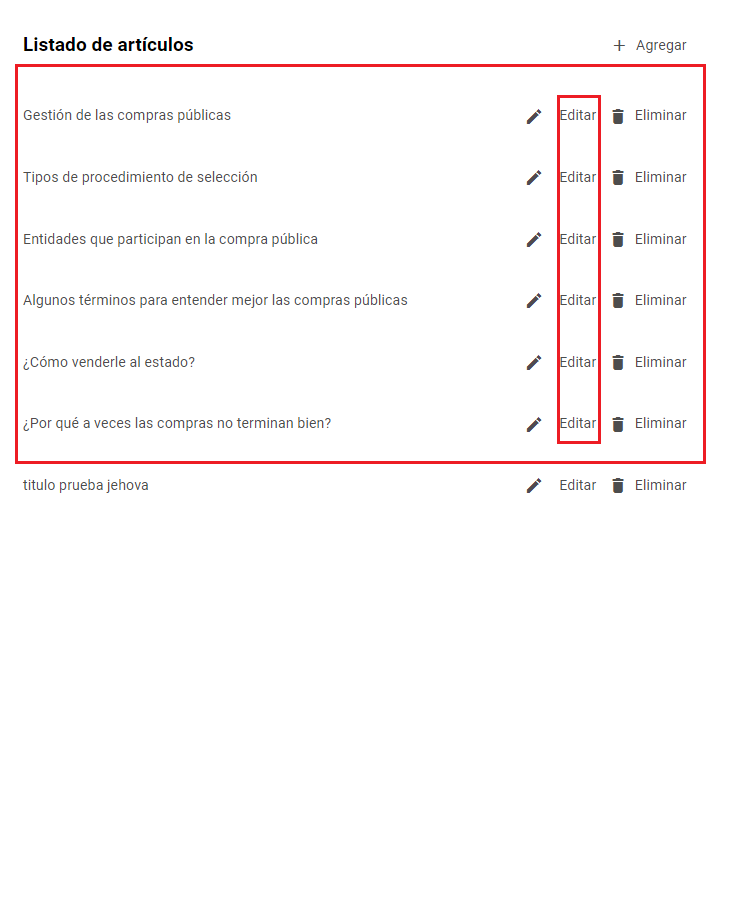 Listado de artículos + Agregar
Gestión de las compras públicas Editar Eliminar
Tipos de procedimiento de selección Editar Eliminar
Entidades que participan en la compra pública Editar Eliminar
Algunos términos para entender mejor las compras públicas Editar Eliminar
¿Cómo venderle al estado? Editar Eliminar
¿Por qué a veces las compras no terminan bien? Editar Eliminar
titulo prueba jehova Editar Eliminar